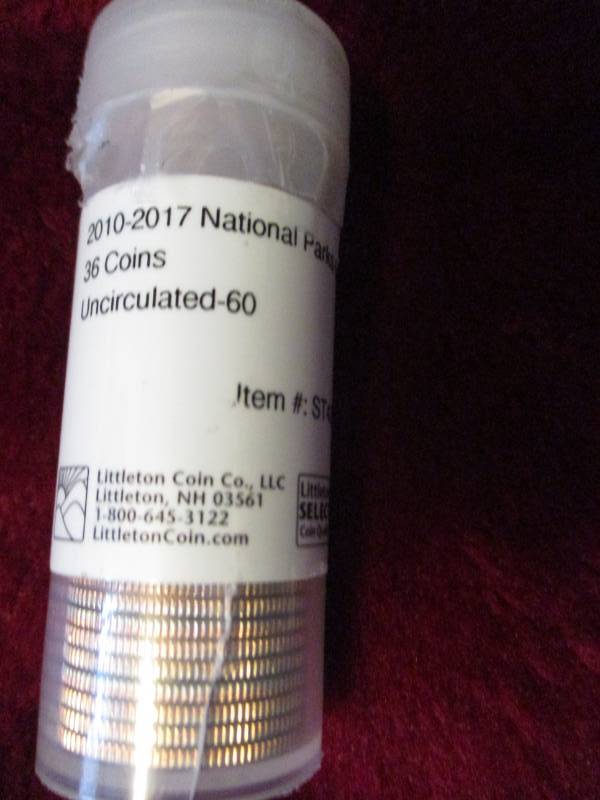 2010-2017 National Parks
36 Coins
Uncirculated-60
Item #:
Littleton Coin Co., LLC
Littleton, NH 03561
1-800-645-3122
LittletonCoin.com